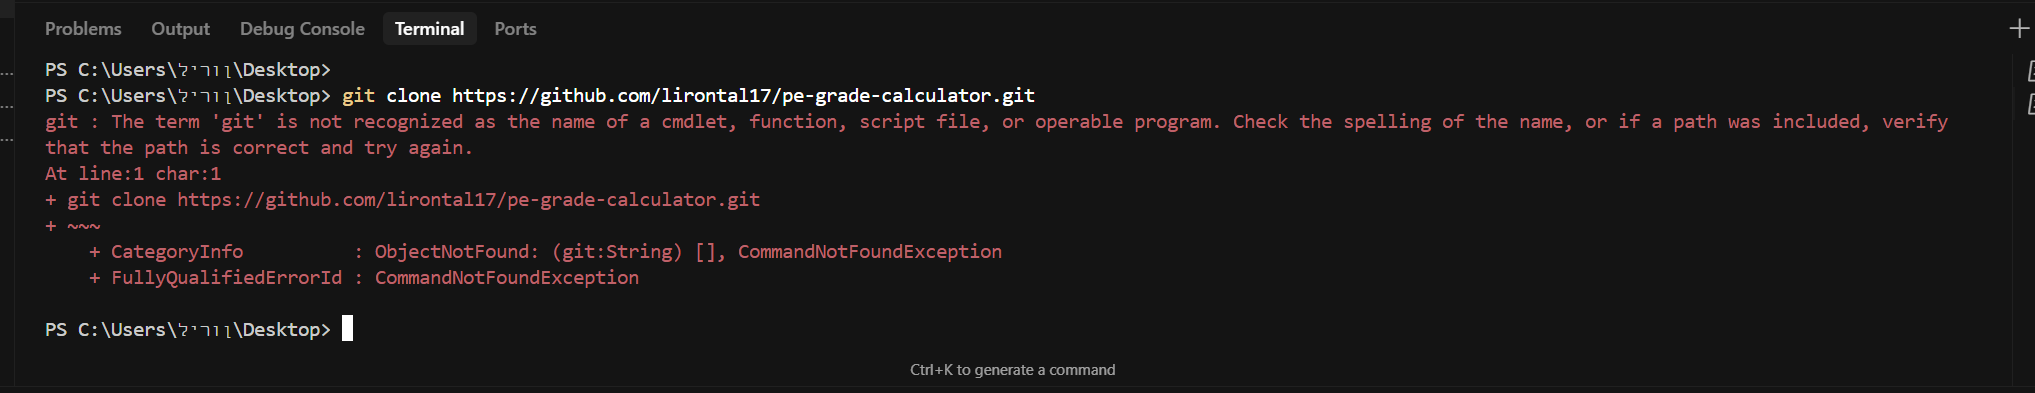 Problems Output Debug Console Terminal Ports
PS C:\Users\לירון\Desktop>
PS C:\Users\לירון\Desktop> git clone https://github.com/lirontal17/pe-grade-calculator.git
git : The term 'git' is not recognized as the name of a cmdlet, function, script file, or operable program. Check the spelling of the name, or if a path was included, verify
that the path is correct and try again.
At line:1 char:1
+ git clone https://github.com/lirontal17/pe-grade-calculator.git
+ ~~~
    + CategoryInfo          : ObjectNotFound: (git:String) [], CommandNotFoundException
    + FullyQualifiedErrorId : CommandNotFoundException
PS C:\Users\לירון\Desktop>
Ctrl+K to generate a command